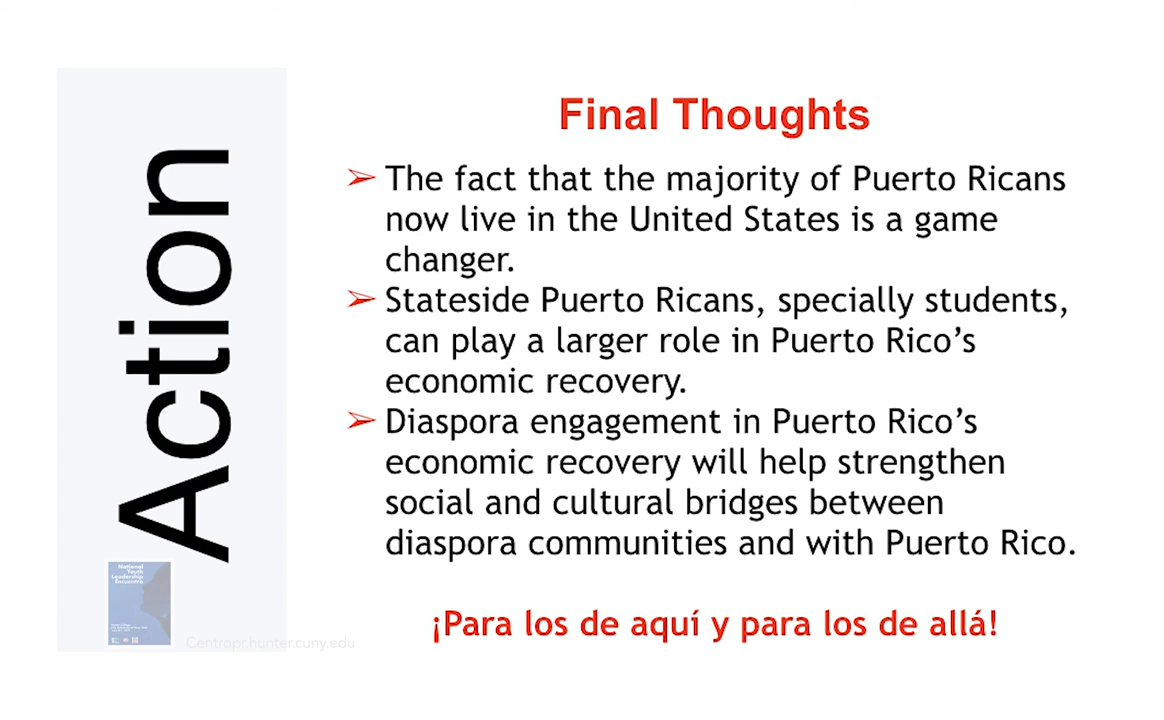 Action
Final Thoughts
➢ The fact that the majority of Puerto Ricans
now live in the United States is a game
changer.
➢ Stateside Puerto Ricans, specially students,
can play a larger role in Puerto Rico’s
economic recovery.
➢ Diaspora engagement in Puerto Rico’s
economic recovery will help strengthen
social and cultural bridges between
diaspora communities and with Puerto Rico.
¡Para los de aquí y para los de allá!
National
Youth
Leadership
Encuentro
Centropr.hunter.cuny.edu